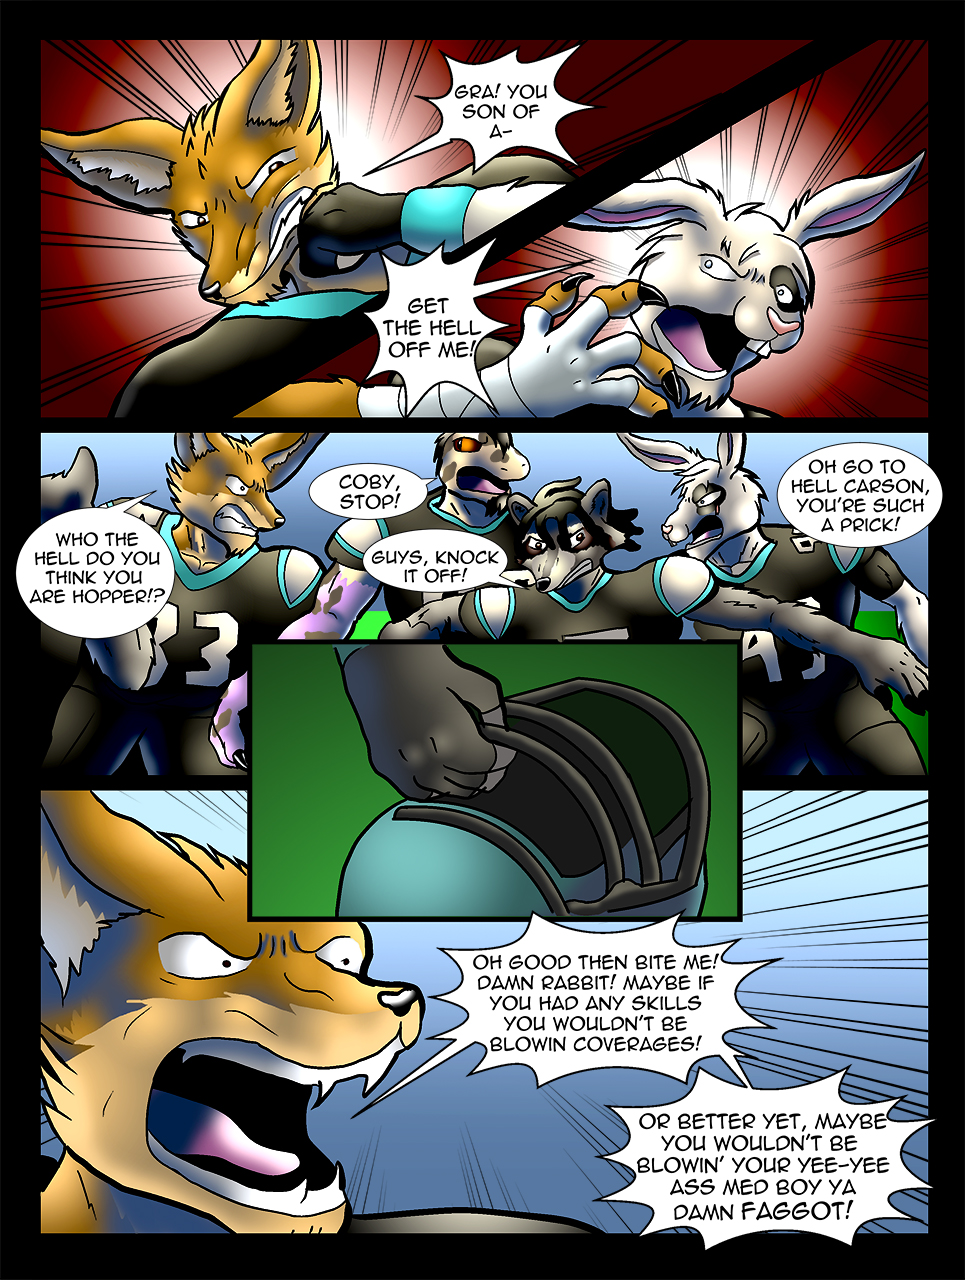 GRA! YOU
SON OF
A-
GET
THE HELL
OFF ME!
WHO THE
HELL DO YOU
THINK YOU
ARE HOPPER!?
COBY,
STOP!
GUYS, KNOCK
IT OFF!
OH GO TO
HELL CARSON,
YOU'RE SUCH
A PRICK!
33
OH GOOD THEN BITE ME!
DAMN RABBIT! MAYBE IF
YOU HAD ANY SKILLS
YOU WOULDN'T BE
BLOWIN COVERAGES!
OR BETTER YET, MAYBE
YOU WOULDN'T BE
BLOWIN' YOUR YEE-YEE
ASS MED BOY YA
DAMN FAGGOT!